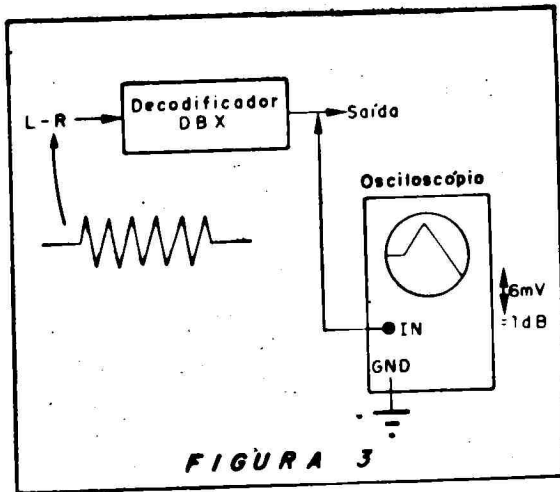 Decodificador
DBX
L-R
Saída
Osciloscópio
6mV
=1dB
IN
GND
FIGURA 3